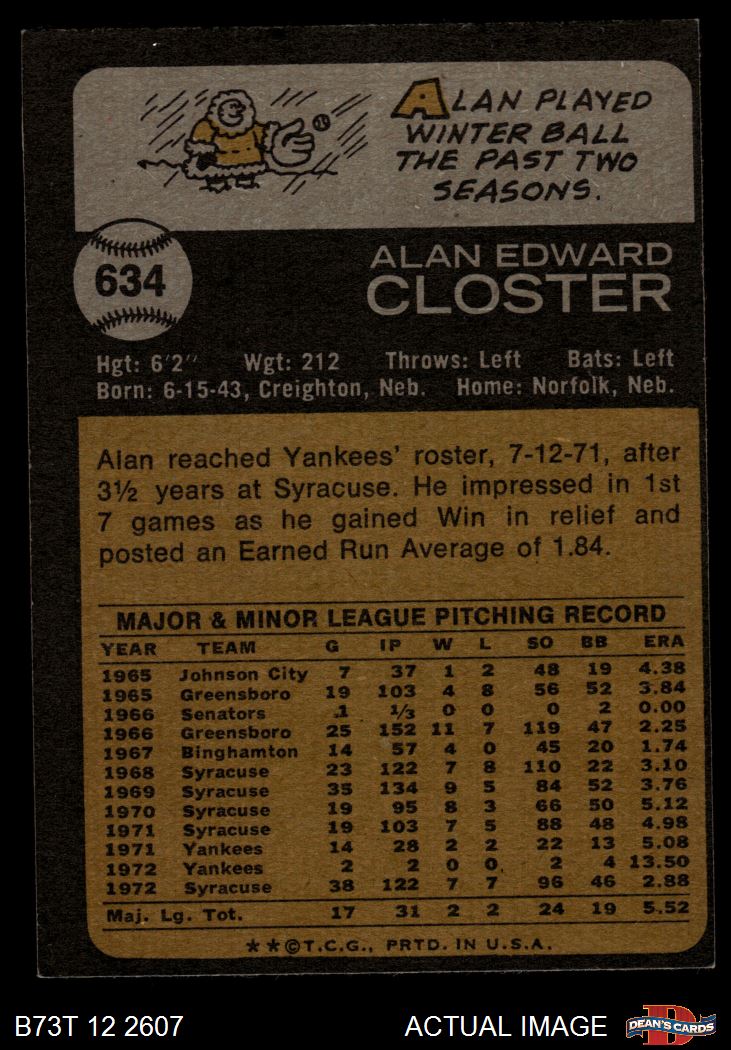 ALAN PLAYED
WINTER BALL
THE PAST TWO
SEASONS.
634
ALAN EDWARD
CLOSTER
Hgt: 6'2" Wgt: 212 Throws: Left Bats: Left
Born: 6-15-43, Creighton, Neb. Home: Norfolk, Neb.
Alan reached Yankees' roster, 7-12-71, after
3½ years at Syracuse. He impressed in 1st
7 games as he gained Win in relief and
posted an Earned Run Average of 1.84.
MAJOR & MINOR LEAGUE PITCHING RECORD
YEAR TEAM G IP W L SO BB ERA
1965 Johnson City 7 37 1 2 48 19 4.38
1965 Greensboro 19 103 4 8 56 52 3.84
1966 Senators 1 ⅓ 0 0 0 2 0.00
1966 Greensboro 25 152 11 7 119 47 2.25
1967 Binghamton 14 57 4 0 45 20 1.74
1968 Syracuse 23 122 7 8 110 22 3.10
1969 Syracuse 35 134 9 5 84 52 3.76
1970 Syracuse 19 95 8 3 66 50 5.12
1971 Syracuse 19 103 7 5 88 48 4.98
1971 Yankees 14 28 2 2 22 13 5.08
1972 Yankees 2 2 0 0 2 4 13.50
1972 Syracuse 38 122 7 7 96 46 2.88
Maj. Lg. Tot. 17 31 2 2 24 19 5.52
**©T.C.G., PRTD. IN U.S.A.
B73T 12 2607 ACTUAL IMAGE D DEAN'S CARDS